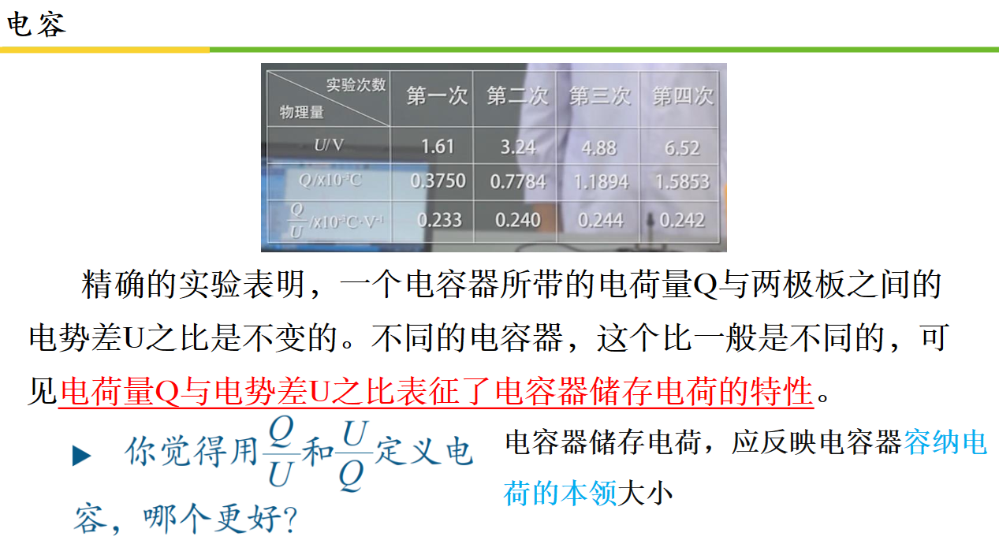 电容
实验次数 第一次 第二次 第三次 第四次
物理量
U/V 1.61 3.24 4.88 6.52
Q/x10⁻³C 0.3750 0.7784 1.1894 1.5853
Q/U/x10⁻³C·V⁻¹ 0.233 0.240 0.244 0.242
精确的实验表明，一个电容器所带的电荷量Q与两极板之间的
电势差U之比是不变的。不同的电容器，这个比一般是不同的，可
见电荷量Q与电势差U之比表征了电容器储存电荷的特性。
▶ 你觉得用Q/U和U/Q定义电
容，哪个更好？
电容器储存电荷，应反映电容器容纳电
荷的本领大小